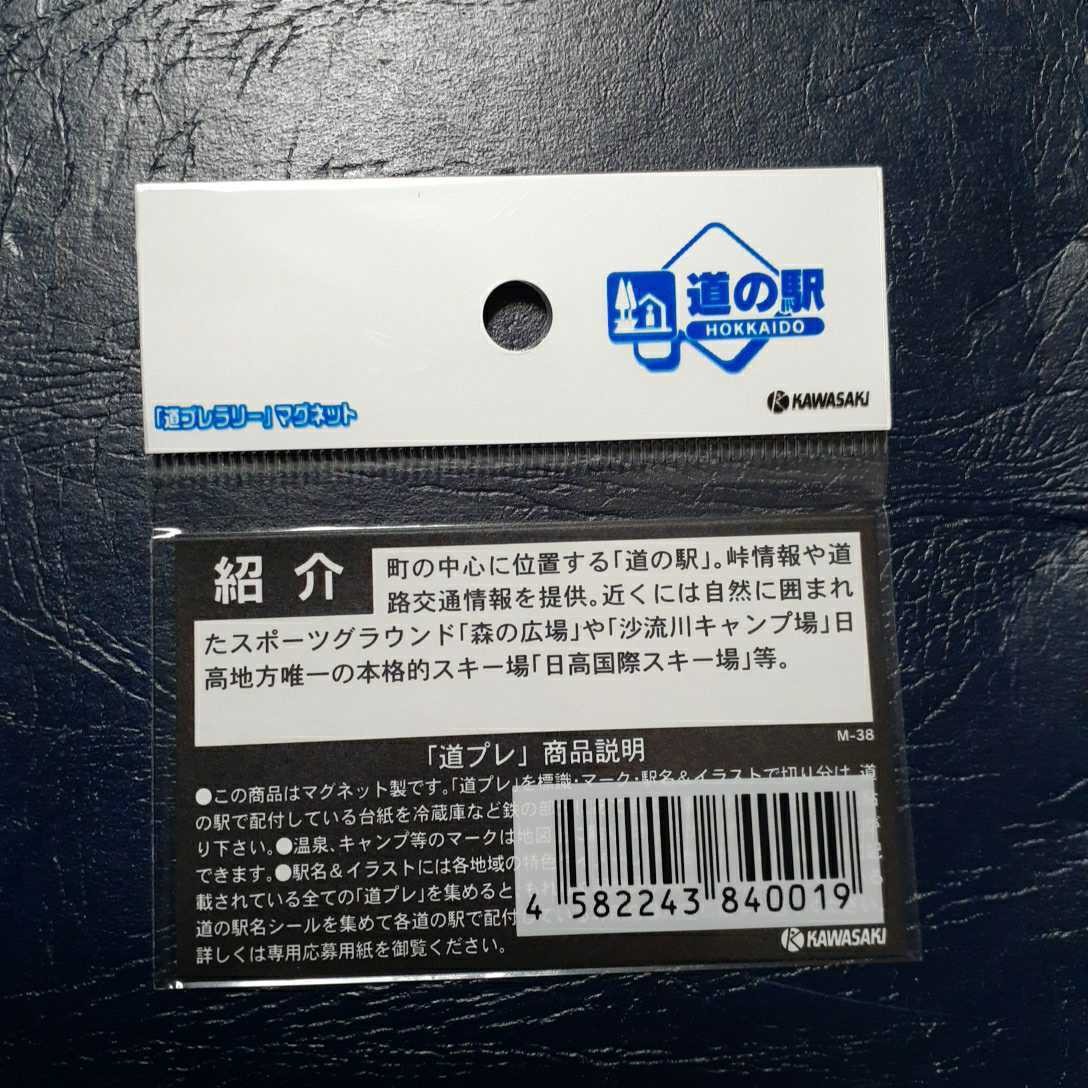 道の駅
HOKKAIDO
KAWASAKI
「道プレラリー」マグネット
紹介
町の中心に位置する「道の駅」。峠情報や道
路交通情報を提供。近くには自然に囲まれ
たスポーツグラウンド「森の広場」や「沙流川キャンプ場」日
高地方唯一の本格的スキー場「日高国際スキー場」等。
M-38
「道プレ」商品説明
●この商品はマグネット製です。「道プレ」を標識・マーク・駅名&イラストで切り分け、道
の駅で配付している台紙を冷蔵庫など鉄の部
り下さい。●温泉、キャンプ等のマークは地図
できます。●駅名&イラストには各地域の特色
載されている全ての「道プレ」を集めると、もれ
道の駅名シールを集めて各道の駅で配付
詳しくは専用応募用紙を御覧ください。
4 582243 840019
KAWASAKI